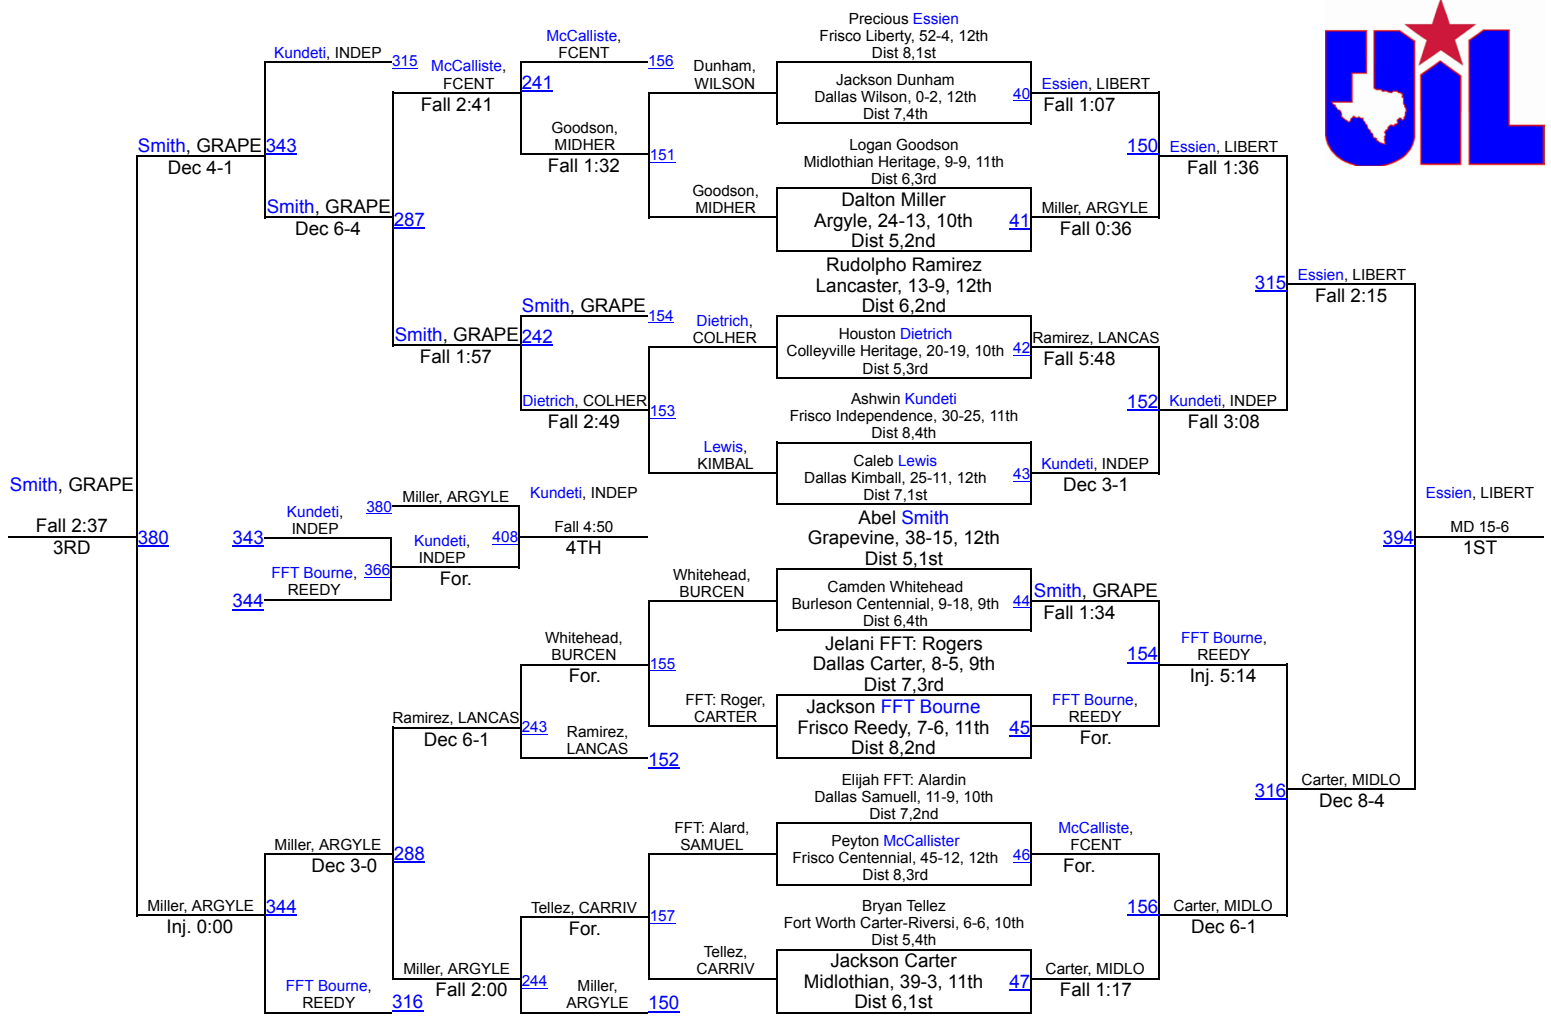 Kundeti, INDEP
315
Smith, GRAPE
343
Dec 4-1
Smith, GRAPE
Dec 6-4
287
McCalliste,
FCENT
Fall 2:41
241
McCalliste,
FCENT
156
Goodson,
MIDHER
Fall 1:32
151
Dunham,
WILSON
Goodson,
MIDHER
Smith, GRAPE
Fall 1:57
242
Smith, GRAPE
154
Dietrich, COLHER
Fall 2:49
153
Dietrich,
COLHER
Lewis,
KIMBAL
Smith, GRAPE
Fall 2:37
3RD
380
Kundeti,
INDEP
343
FFT Bourne,
REEDY
344
366
380
Miller, ARGYLE
Kundeti,
INDEP
For.
408
Kundeti, INDEP
Fall 4:50
4TH
Whitehead,
BURCEN
Whitehead,
BURCEN
For.
155
FFT: Roger,
CARTER
Ramirez, LANCAS
Dec 6-1
243
Ramirez,
LANCAS
152
Miller, ARGYLE
Dec 3-0
288
FFT: Alard,
SAMUEL
Miller, ARGYLE
Inj. 0:00
344
Tellez, CARRIV
For.
157
Tellez,
CARRIV
Miller, ARGYLE
Fall 2:00
244
Miller,
ARGYLE
150
FFT Bourne,
REEDY
316
Precious Essien
Frisco Liberty, 52-4, 12th
Dist 8,1st
Jackson Dunham
Dallas Wilson, 0-2, 12th
Dist 7,4th
40
Logan Goodson
Midlothian Heritage, 9-9, 11th
Dist 6,3rd
Dalton Miller
Argyle, 24-13, 10th
Dist 5,2nd
41
Rudolpho Ramirez
Lancaster, 13-9, 12th
Dist 6,2nd
Houston Dietrich
Colleyville Heritage, 20-19, 10th
Dist 5,3rd
42
Ashwin Kundeti
Frisco Independence, 30-25, 11th
Dist 8,4th
Caleb Lewis
Dallas Kimball, 25-11, 12th
Dist 7,1st
43
Abel Smith
Grapevine, 38-15, 12th
Dist 5,1st
Camden Whitehead
Burleson Centennial, 9-18, 9th
Dist 6,4th
44
Jelani FFT: Rogers
Dallas Carter, 8-5, 9th
Dist 7,3rd
Jackson FFT Bourne
Frisco Reedy, 7-6, 11th
Dist 8,2nd
45
Elijah FFT: Alardin
Dallas Samuell, 11-9, 10th
Dist 7,2nd
Peyton McCallister
Frisco Centennial, 45-12, 12th
Dist 8,3rd
46
Bryan Tellez
Fort Worth Carter-Riversi, 6-6, 10th
Dist 5,4th
Jackson Carter
Midlothian, 39-3, 11th
Dist 6,1st
47
Essien, LIBERT
Fall 1:07
150
Miller, ARGYLE
Fall 0:36
Essien, LIBERT
Fall 1:36
Ramirez, LANCAS
Fall 5:48
152
Kundeti, INDEP
Dec 3-1
Kundeti, INDEP
Fall 3:08
315
Essien, LIBERT
Fall 2:15
Smith, GRAPE
Fall 1:34
154
FFT Bourne,
REEDY
For.
FFT Bourne,
REEDY
Inj. 5:14
McCalliste,
FCENT
For.
156
Carter, MIDLO
Fall 1:17
Carter, MIDLO
Dec 6-1
316
Carter, MIDLO
Dec 8-4
394
Essien, LIBERT
MD 15-6
1ST
UIL